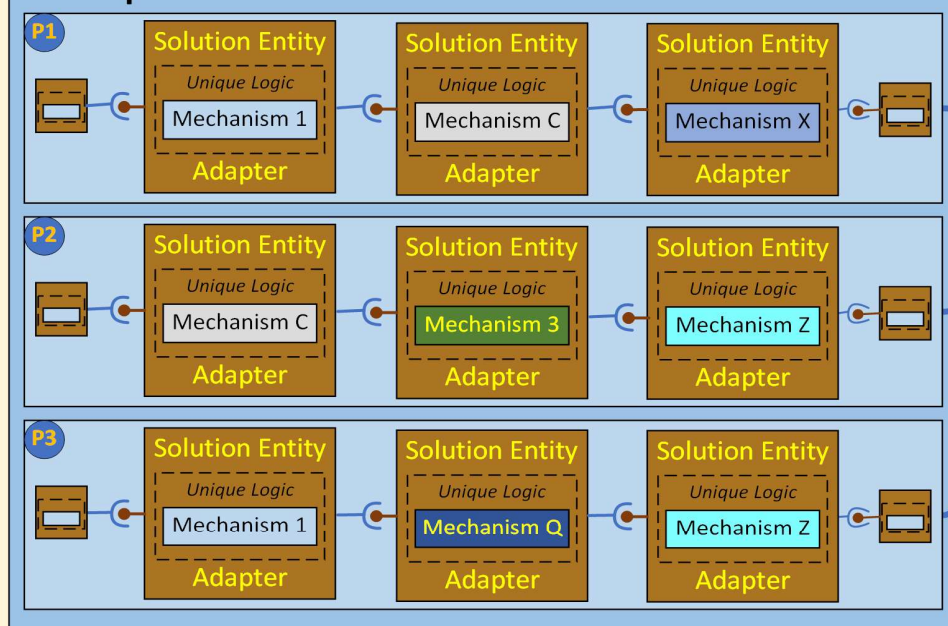 P1
Solution Entity
Unique Logic
Mechanism 1
Adapter
Solution Entity
Unique Logic
Mechanism C
Adapter
Solution Entity
Unique Logic
Mechanism X
Adapter
P2
Solution Entity
Unique Logic
Mechanism C
Adapter
Solution Entity
Unique Logic
Mechanism 3
Adapter
Solution Entity
Unique Logic
Mechanism Z
Adapter
P3
Solution Entity
Unique Logic
Mechanism 1
Adapter
Solution Entity
Unique Logic
Mechanism Q
Adapter
Solution Entity
Unique Logic
Mechanism Z
Adapter